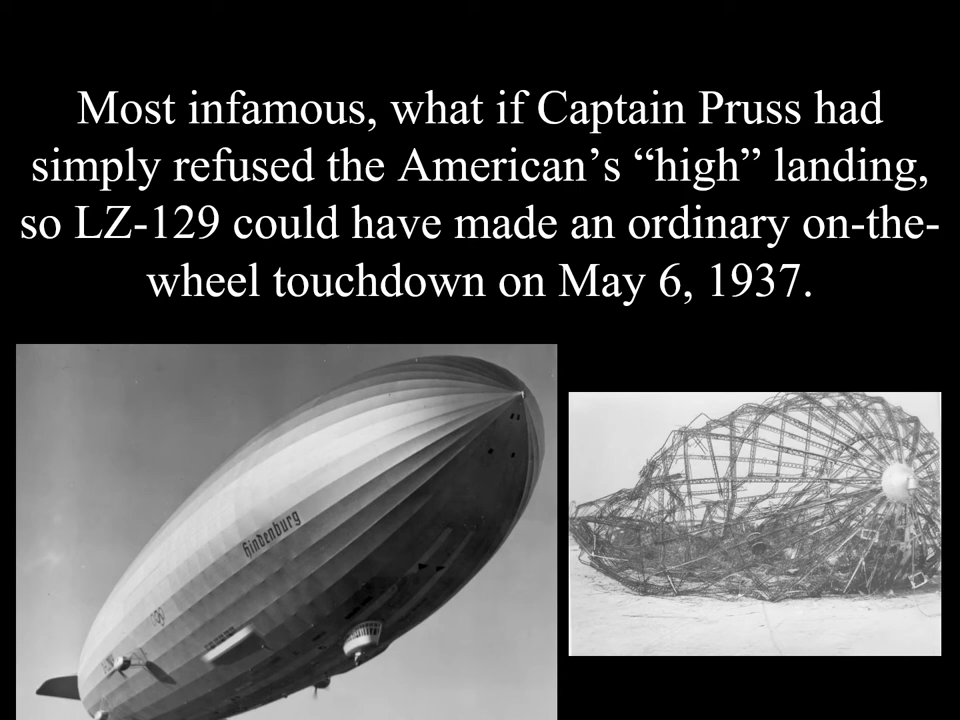 Most infamous, what if Captain Pruss had
simply refused the American’s “high” landing,
so LZ-129 could have made an ordinary on-the-
wheel touchdown on May 6, 1937.
Hindenburg